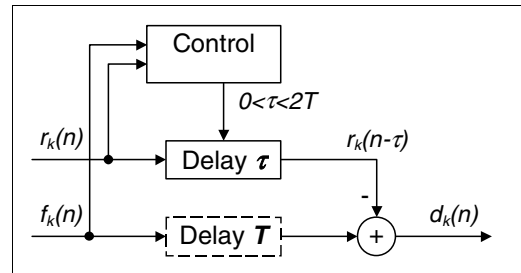 Control
0<τ<2T
r_k(n)
r_k(n-τ)
Delay τ
-
f_k(n)
d_k(n)
Delay T
+